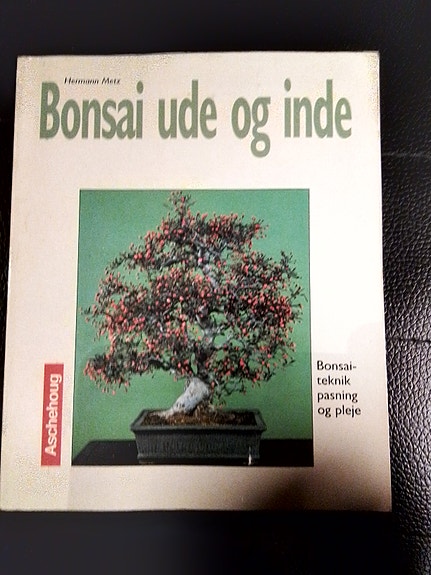 Hermann Metz
Bonsai ude og inde
Bonsai-
teknik
pasning
og pleje
Aschehoug